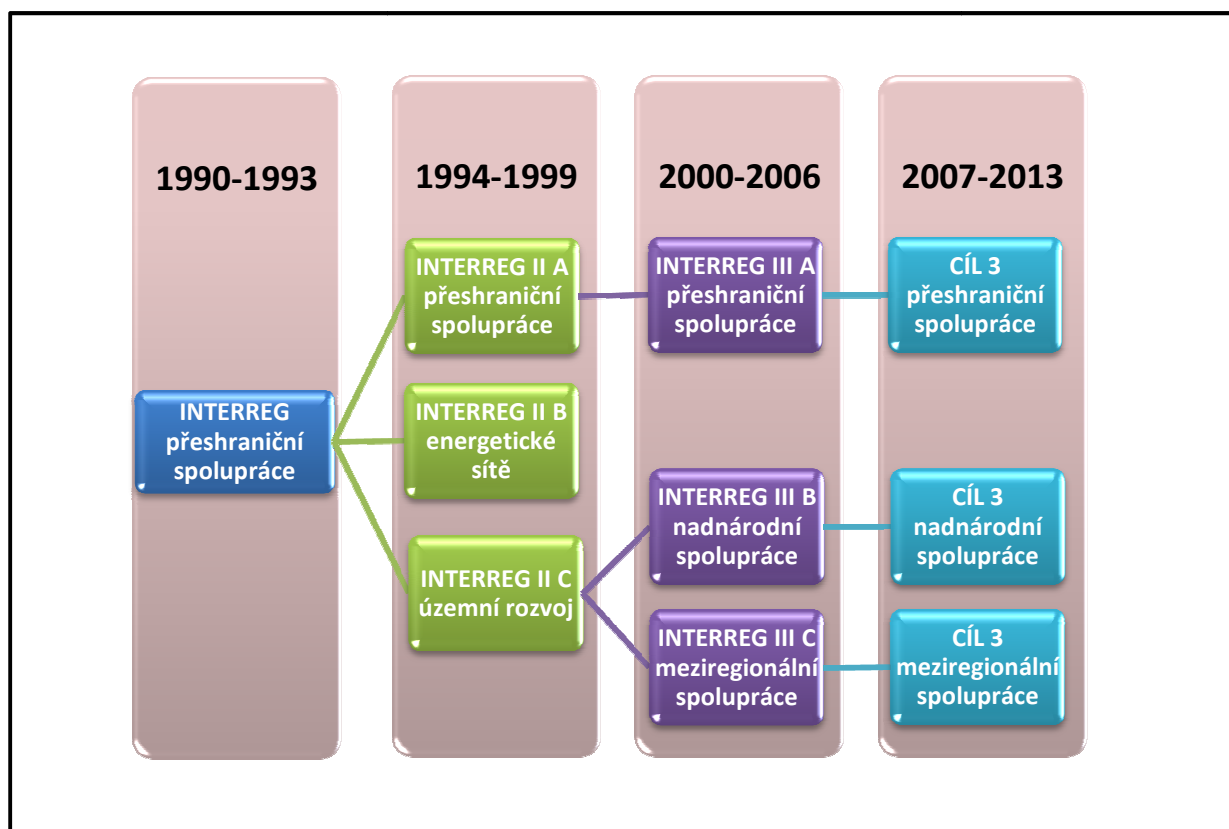 1990-1993
1994-1999
2000-2006
2007-2013
INTERREG
přeshraniční
spolupráce
INTERREG II A
přeshraniční
spolupráce
INTERREG II B
energetické
sítě
INTERREG II C
územní rozvoj
INTERREG III A
přeshraniční
spolupráce
INTERREG III B
nadnárodní
spolupráce
INTERREG III C
meziregionální
spolupráce
CÍL 3
přeshraniční
spolupráce
CÍL 3
nadnárodní
spolupráce
CÍL 3
meziregionální
spolupráce